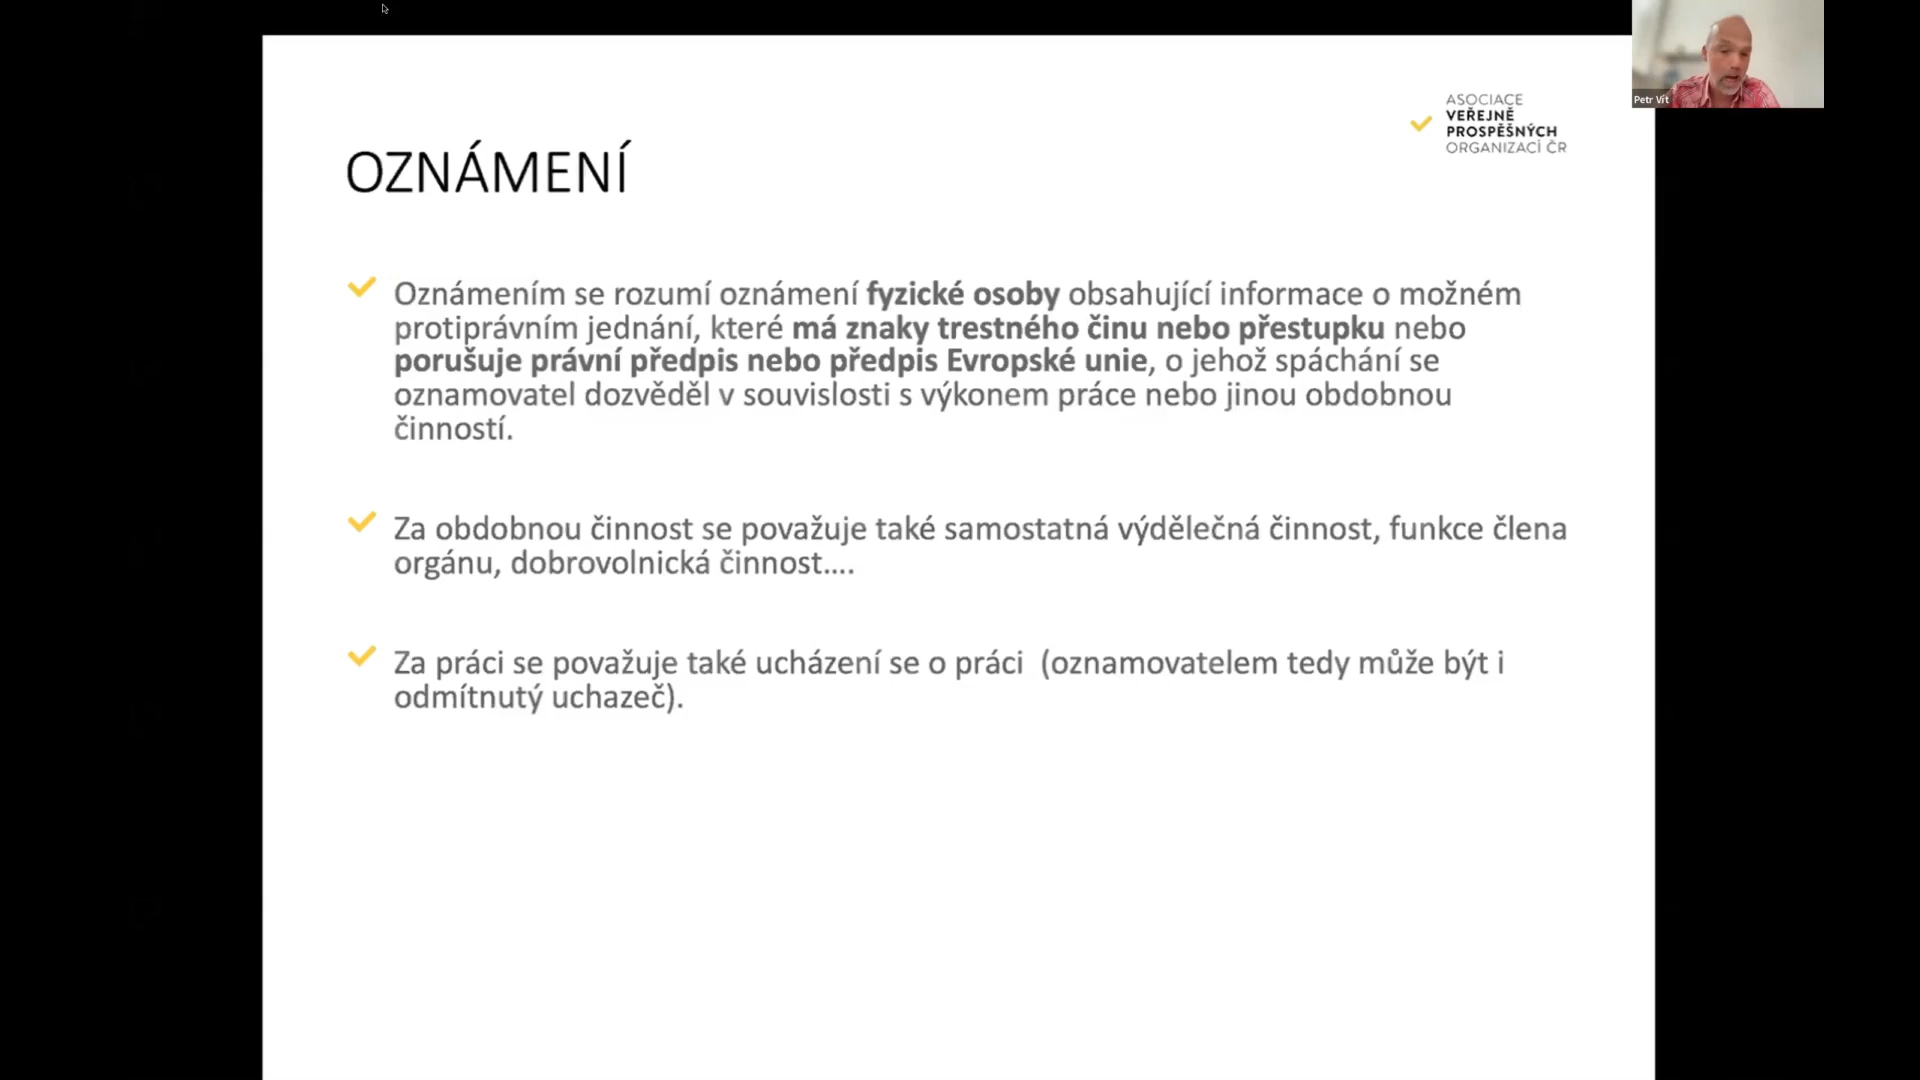 Petr Vít
ASOCIACE
VEŘEJNĚ
PROSPĚŠNÝCH
ORGANIZACÍ ČR
OZNÁMENÍ
Oznámením se rozumí oznámení fyzické osoby obsahující informace o možném
protiprávním jednání, které má znaky trestného činu nebo přestupku nebo
porušuje právní předpis nebo předpis Evropské unie, o jehož spáchání se
oznamovatel dozvěděl v souvislosti s výkonem práce nebo jinou obdobnou
činností.
Za obdobnou činnost se považuje také samostatná výdělečná činnost, funkce člena
orgánu, dobrovolnická činnost....
Za práci se považuje také ucházení se o práci  (oznamovatelem tedy může být i
odmítnutý uchazeč).